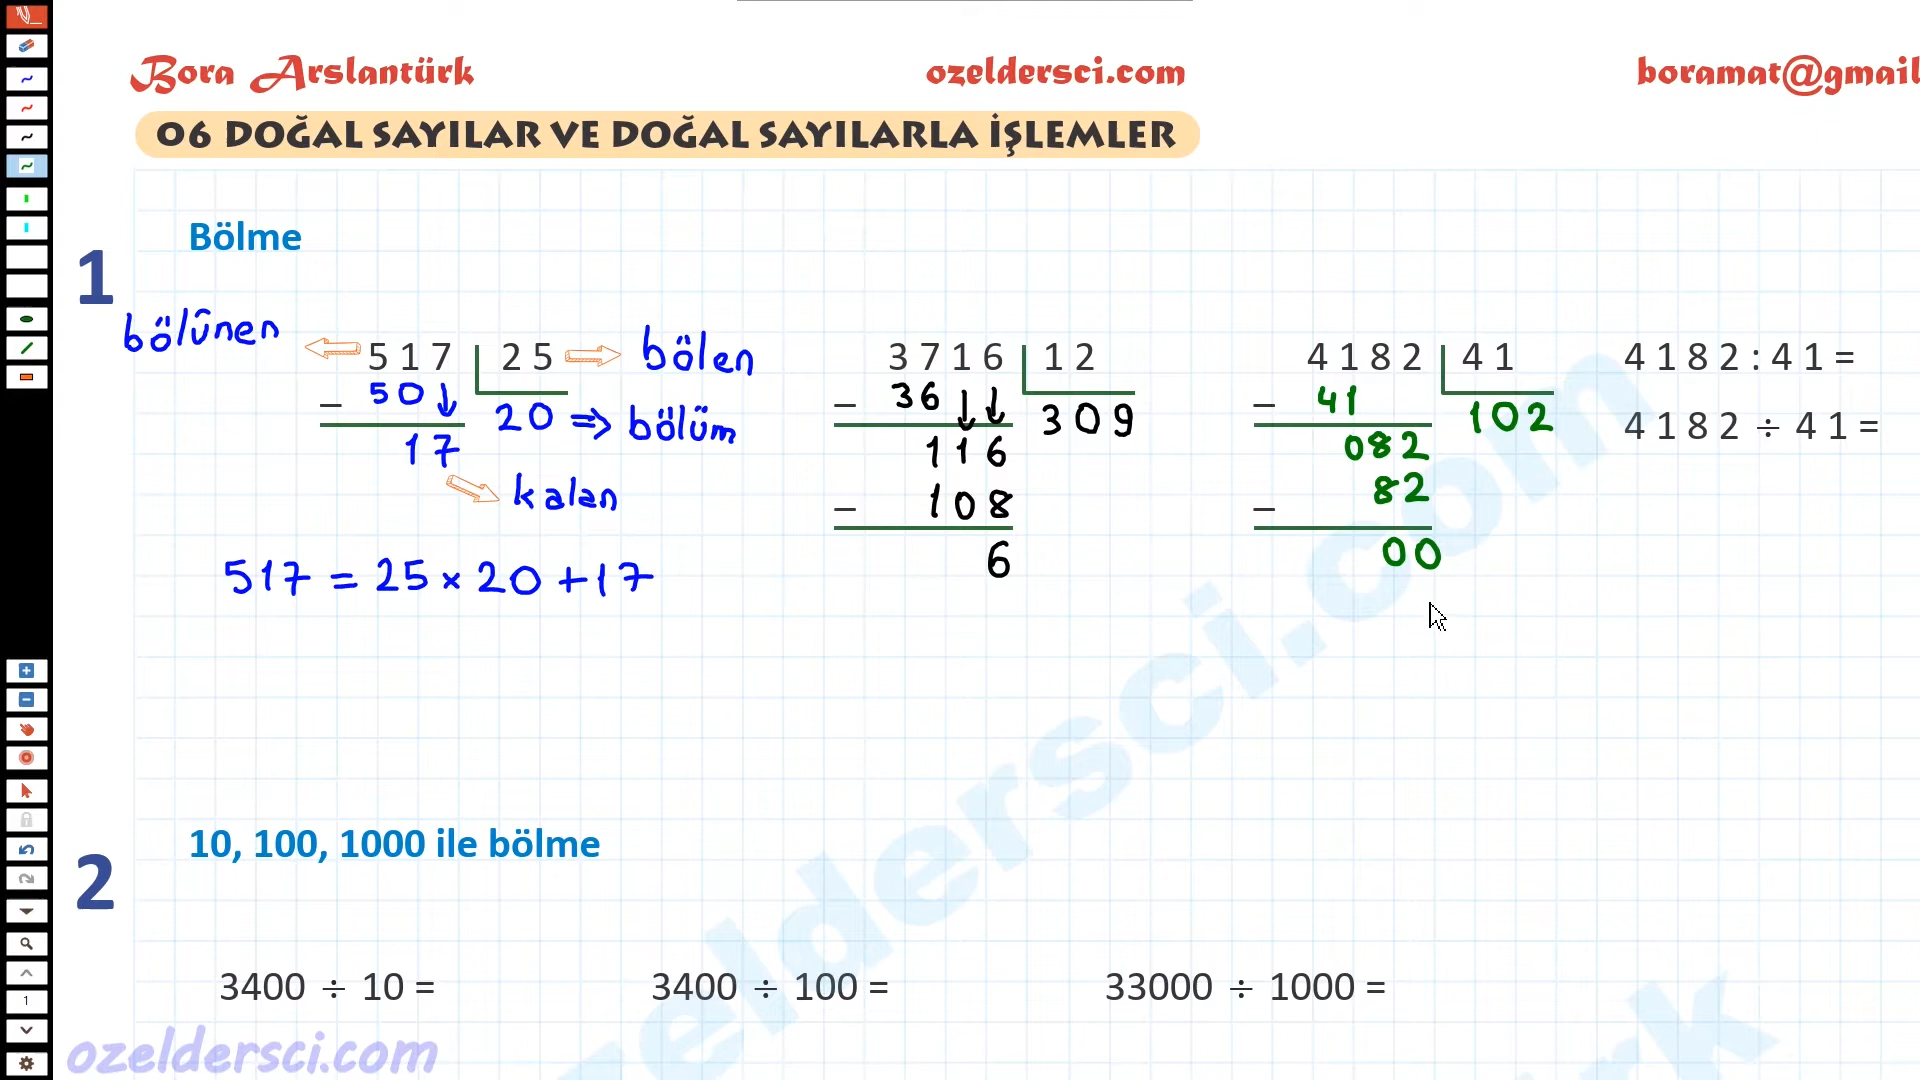 Bora Arslantürk ozeldersci.com boramat@gmail
06 DOĞAL SAYILAR VE DOĞAL SAYILARLA İŞLEMLER
1
Bölme
bölünen 517 25 bölen
– 50 20 ⇒ bölüm
17
kalan
517 = 25 × 20 + 17
3716 12
– 36 309
116
– 108
6
4182 41
– 41 102
082
– 82
00
4182 : 41 =
4182 ÷ 41 =
2
10, 100, 1000 ile bölme
3400 ÷ 10 = 3400 ÷ 100 = 33000 ÷ 1000 =
1
ozeldersci.com
ozeldersci.com